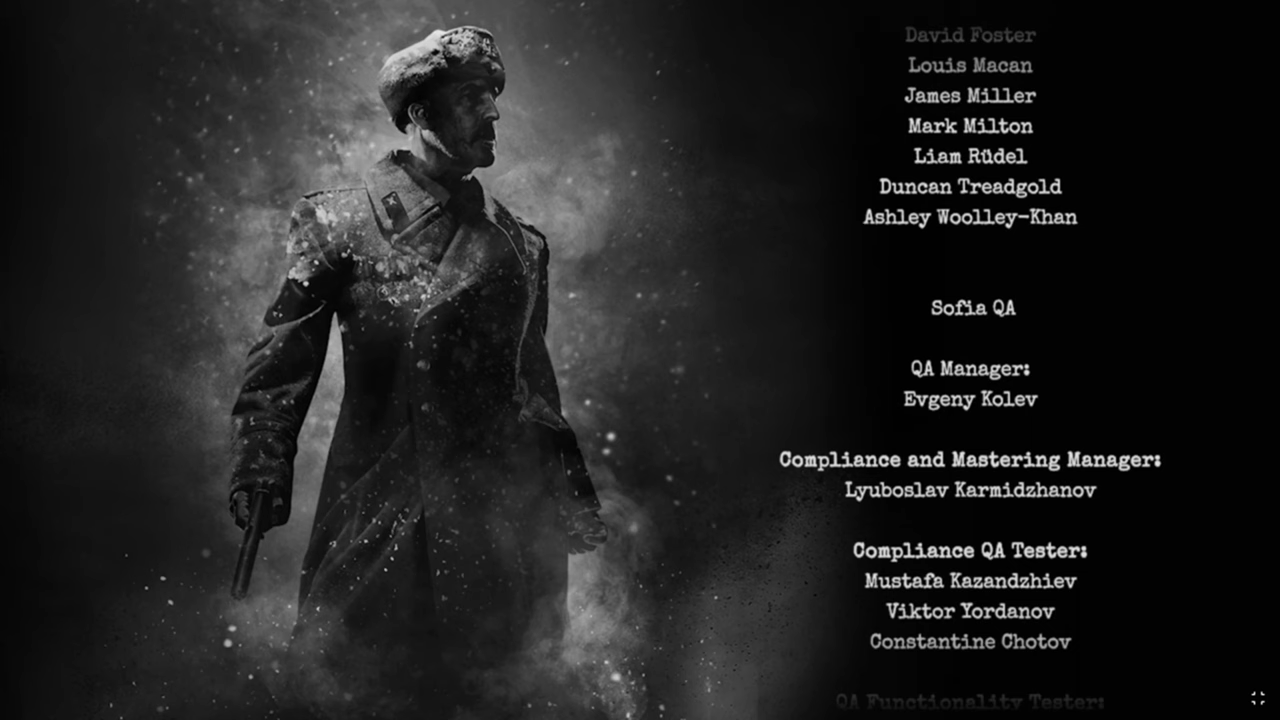 David Foster
Louis Macan
James Miller
Mark Milton
Liam Rüdel
Duncan Treadgold
Ashley Woolley-Khan
Sofia QA
QA Manager:
Evgeny Kolev
Compliance and Mastering Manager:
Lyuboslav Karmidzhanov
Compliance QA Tester:
Mustafa Kazandzhiev
Viktor Yordanov
Constantine Chotov
QA Functionality Tester: